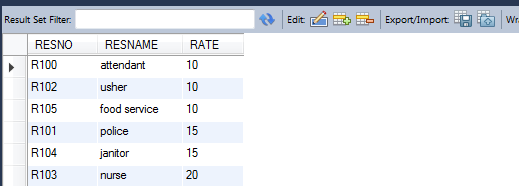 Result Set Filter: Edit: Export/Import: Wr
RESNO RESNAME RATE
R100 attendant 10
R102 usher 10
R105 food service 10
R101 police 15
R104 janitor 15
R103 nurse 20